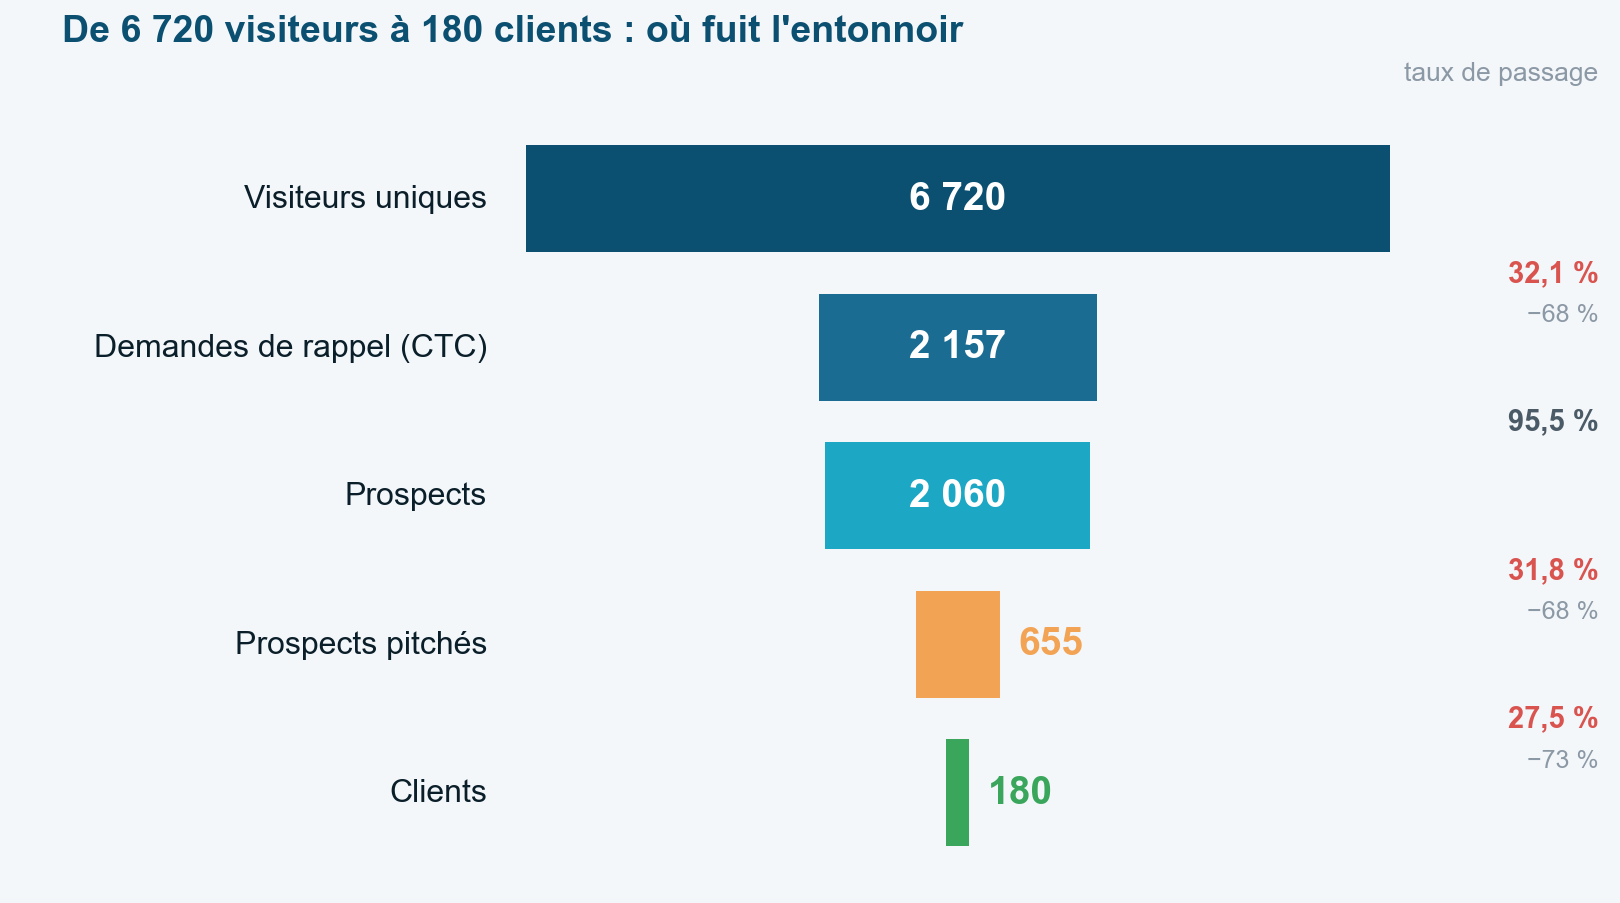 De 6 720 visiteurs à 180 clients : où fuit l'entonnoir
taux de passage
Visiteurs uniques
6 720
32,1 %
−68 %
Demandes de rappel (CTC)
2 157
95,5 %
Prospects
2 060
31,8 %
−68 %
Prospects pitchés
655
27,5 %
−73 %
Clients
180